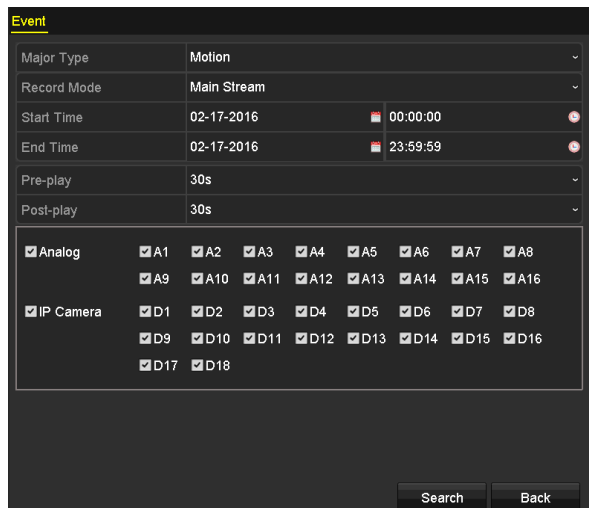 Event
Major Type Motion
Record Mode Main Stream
Start Time 02-17-2016 00:00:00
End Time 02-17-2016 23:59:59
Pre-play 30s
Post-play 30s
Analog A1 A2 A3 A4 A5 A6 A7 A8
A9 A10 A11 A12 A13 A14 A15 A16
IP Camera D1 D2 D3 D4 D5 D6 D7 D8
D9 D10 D11 D12 D13 D14 D15 D16
D17 D18
Search Back